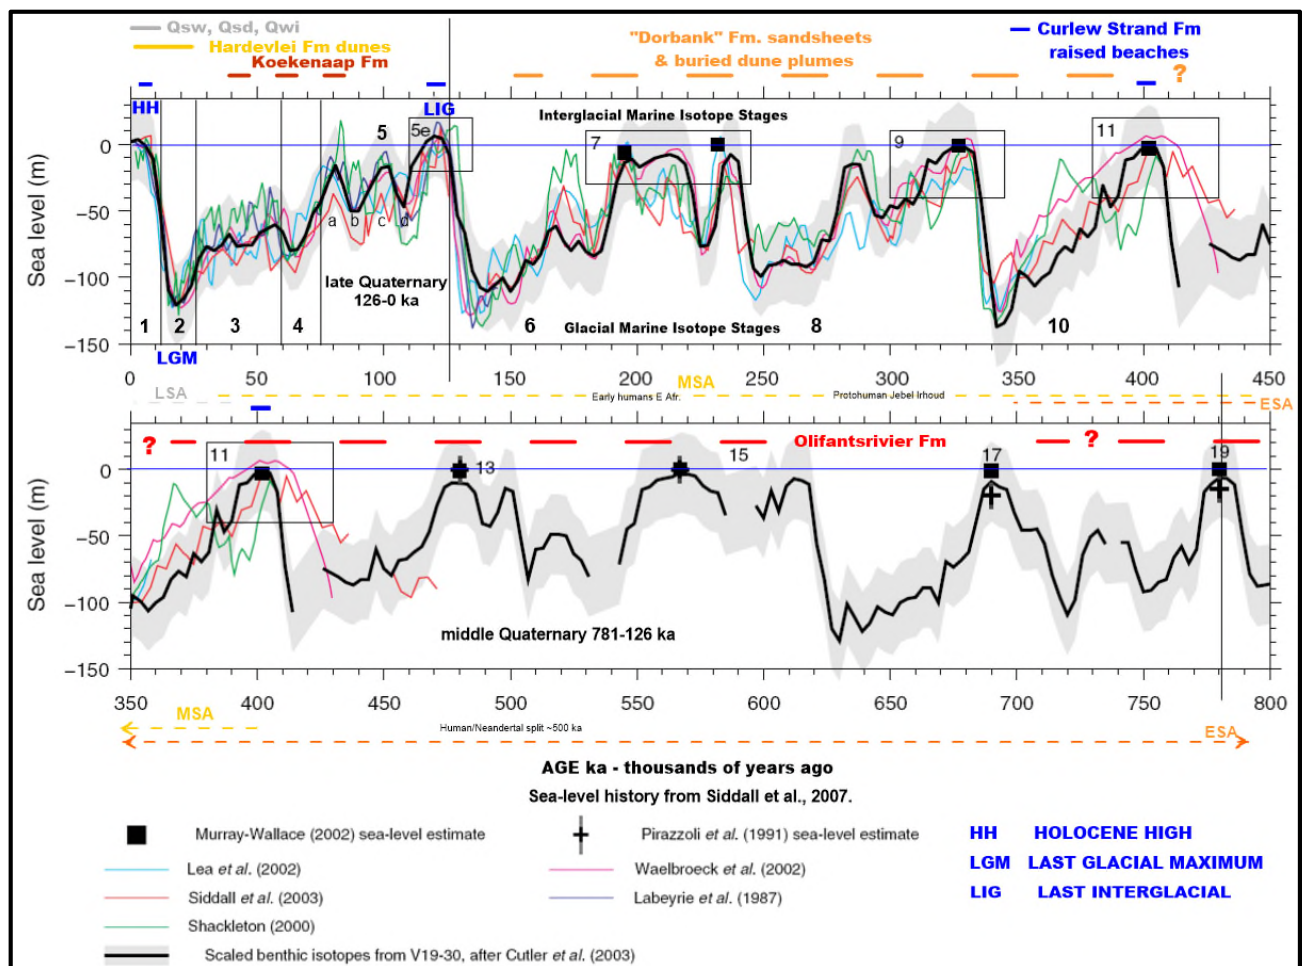 Qsw, Qsd, Qwi
Hardevlei Fm dunes
Koekenaap Fm
"Dorbank" Fm. sandsheets
& buried dune plumes
Curlew Strand Fm
raised beaches
?
HH
LIG
5
5e
Interglacial Marine Isotope Stages
7
9
11
Sea level (m)
0
−50
−100
−150
a b c d
late Quaternary
126-0 ka
1 2 3 4 6 8 10
Glacial Marine Isotope Stages
LGM
0 50 100 150 200 250 300 350 400 450
MSA
LSA
Early humans E Afr.
Protohuman Jebel Irhoud
ESA
? Olifantsrivier Fm ?
11 13 15 17 19
Sea level (m)
0
−50
−100
−150
middle Quaternary 781-126 ka
350 400 450 500 550 600 650 700 750 800
MSA
Human/Neandertal split ~500 ka
ESA
AGE ka - thousands of years ago
Sea-level history from Siddall et al., 2007.
Murray-Wallace (2002) sea-level estimate
Pirazzoli et al. (1991) sea-level estimate
Lea et al. (2002)
Waelbroeck et al. (2002)
Siddall et al. (2003)
Labeyrie et al. (1987)
Shackleton (2000)
Scaled benthic isotopes from V19-30, after Cutler et al. (2003)
HH HOLOCENE HIGH
LGM LAST GLACIAL MAXIMUM
LIG LAST INTERGLACIAL